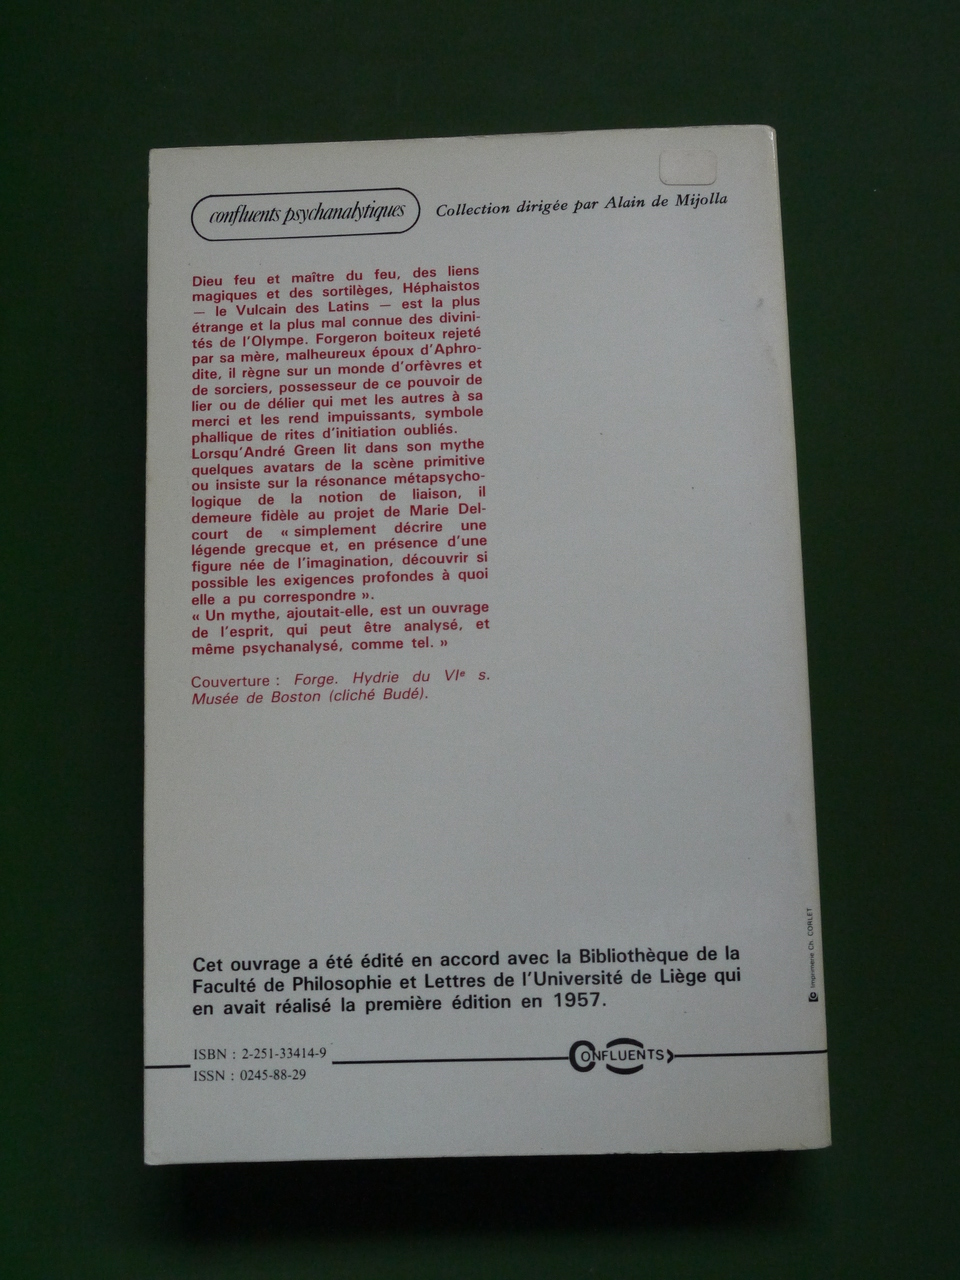 confluents psychanalytiques
Collection dirigée par Alain de Mijolla
Dieu feu et maître du feu, des liens
magiques et des sortilèges, Héphaistos
— le Vulcain des Latins — est la plus
étrange et la plus mal connue des divini-
tés de l'Olympe. Forgeron boiteux rejeté
par sa mère, malheureux époux d'Aphro-
dite, il règne sur un monde d'orfèvres et
de sorciers, possesseur de ce pouvoir de
lier ou de délier qui met les autres à sa
merci et les rend impuissants, symbole
phallique de rites d'initiation oubliés.
Lorsqu'André Green lit dans son mythe
quelques avatars de la scène primitive
ou insiste sur la résonance métapsycho-
logique de la notion de liaison, il
demeure fidèle au projet de Marie Del-
court de « simplement décrire une
légende grecque et, en présence d'une
figure née de l'imagination, découvrir si
possible les exigences profondes à quoi
elle a pu correspondre ».
« Un mythe, ajoutait-elle, est un ouvrage
de l'esprit, qui peut être analysé, et
même psychanalysé, comme tel. »
Couverture : Forge. Hydrie du VIe s.
Musée de Boston (cliché Budé).
Imprimerie Ch. CORLET
Cet ouvrage a été édité en accord avec la Bibliothèque de la
Faculté de Philosophie et Lettres de l'Université de Liège qui
en avait réalisé la première édition en 1957.
ISBN : 2-251-33414-9
ISSN : 0245-88-29
CONFLUENTS